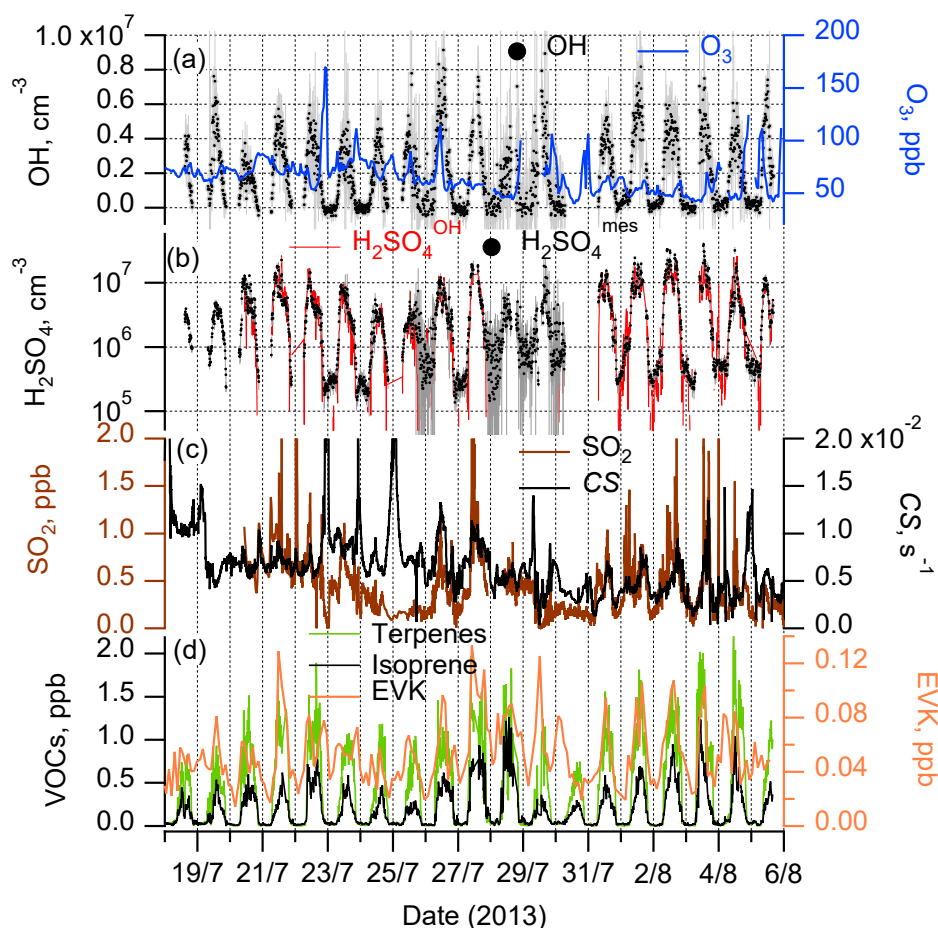 (a)
OH
O₃
OH, cm⁻³
1.0 x10⁷
0.8
0.6
0.4
0.2
0.0
200
150
100
50
O₃, ppb
(b)
H₂SO₄ᴼᴴ
H₂SO₄ᵐᵉˢ
H₂SO₄, cm⁻³
10⁷
10⁶
10⁵
(c)
SO₂
CS
SO₂, ppb
2.0
1.5
1.0
0.5
0.0
2.0 x10⁻²
1.5
1.0
0.5
0.0
CS, s⁻¹
(d)
Terpenes
Isoprene
EVK
VOCs, ppb
2.0
1.5
1.0
0.5
0.0
0.12
0.08
0.04
0.00
EVK, ppb
19/7 21/7 23/7 25/7 27/7 29/7 31/7 2/8 4/8 6/8
Date (2013)